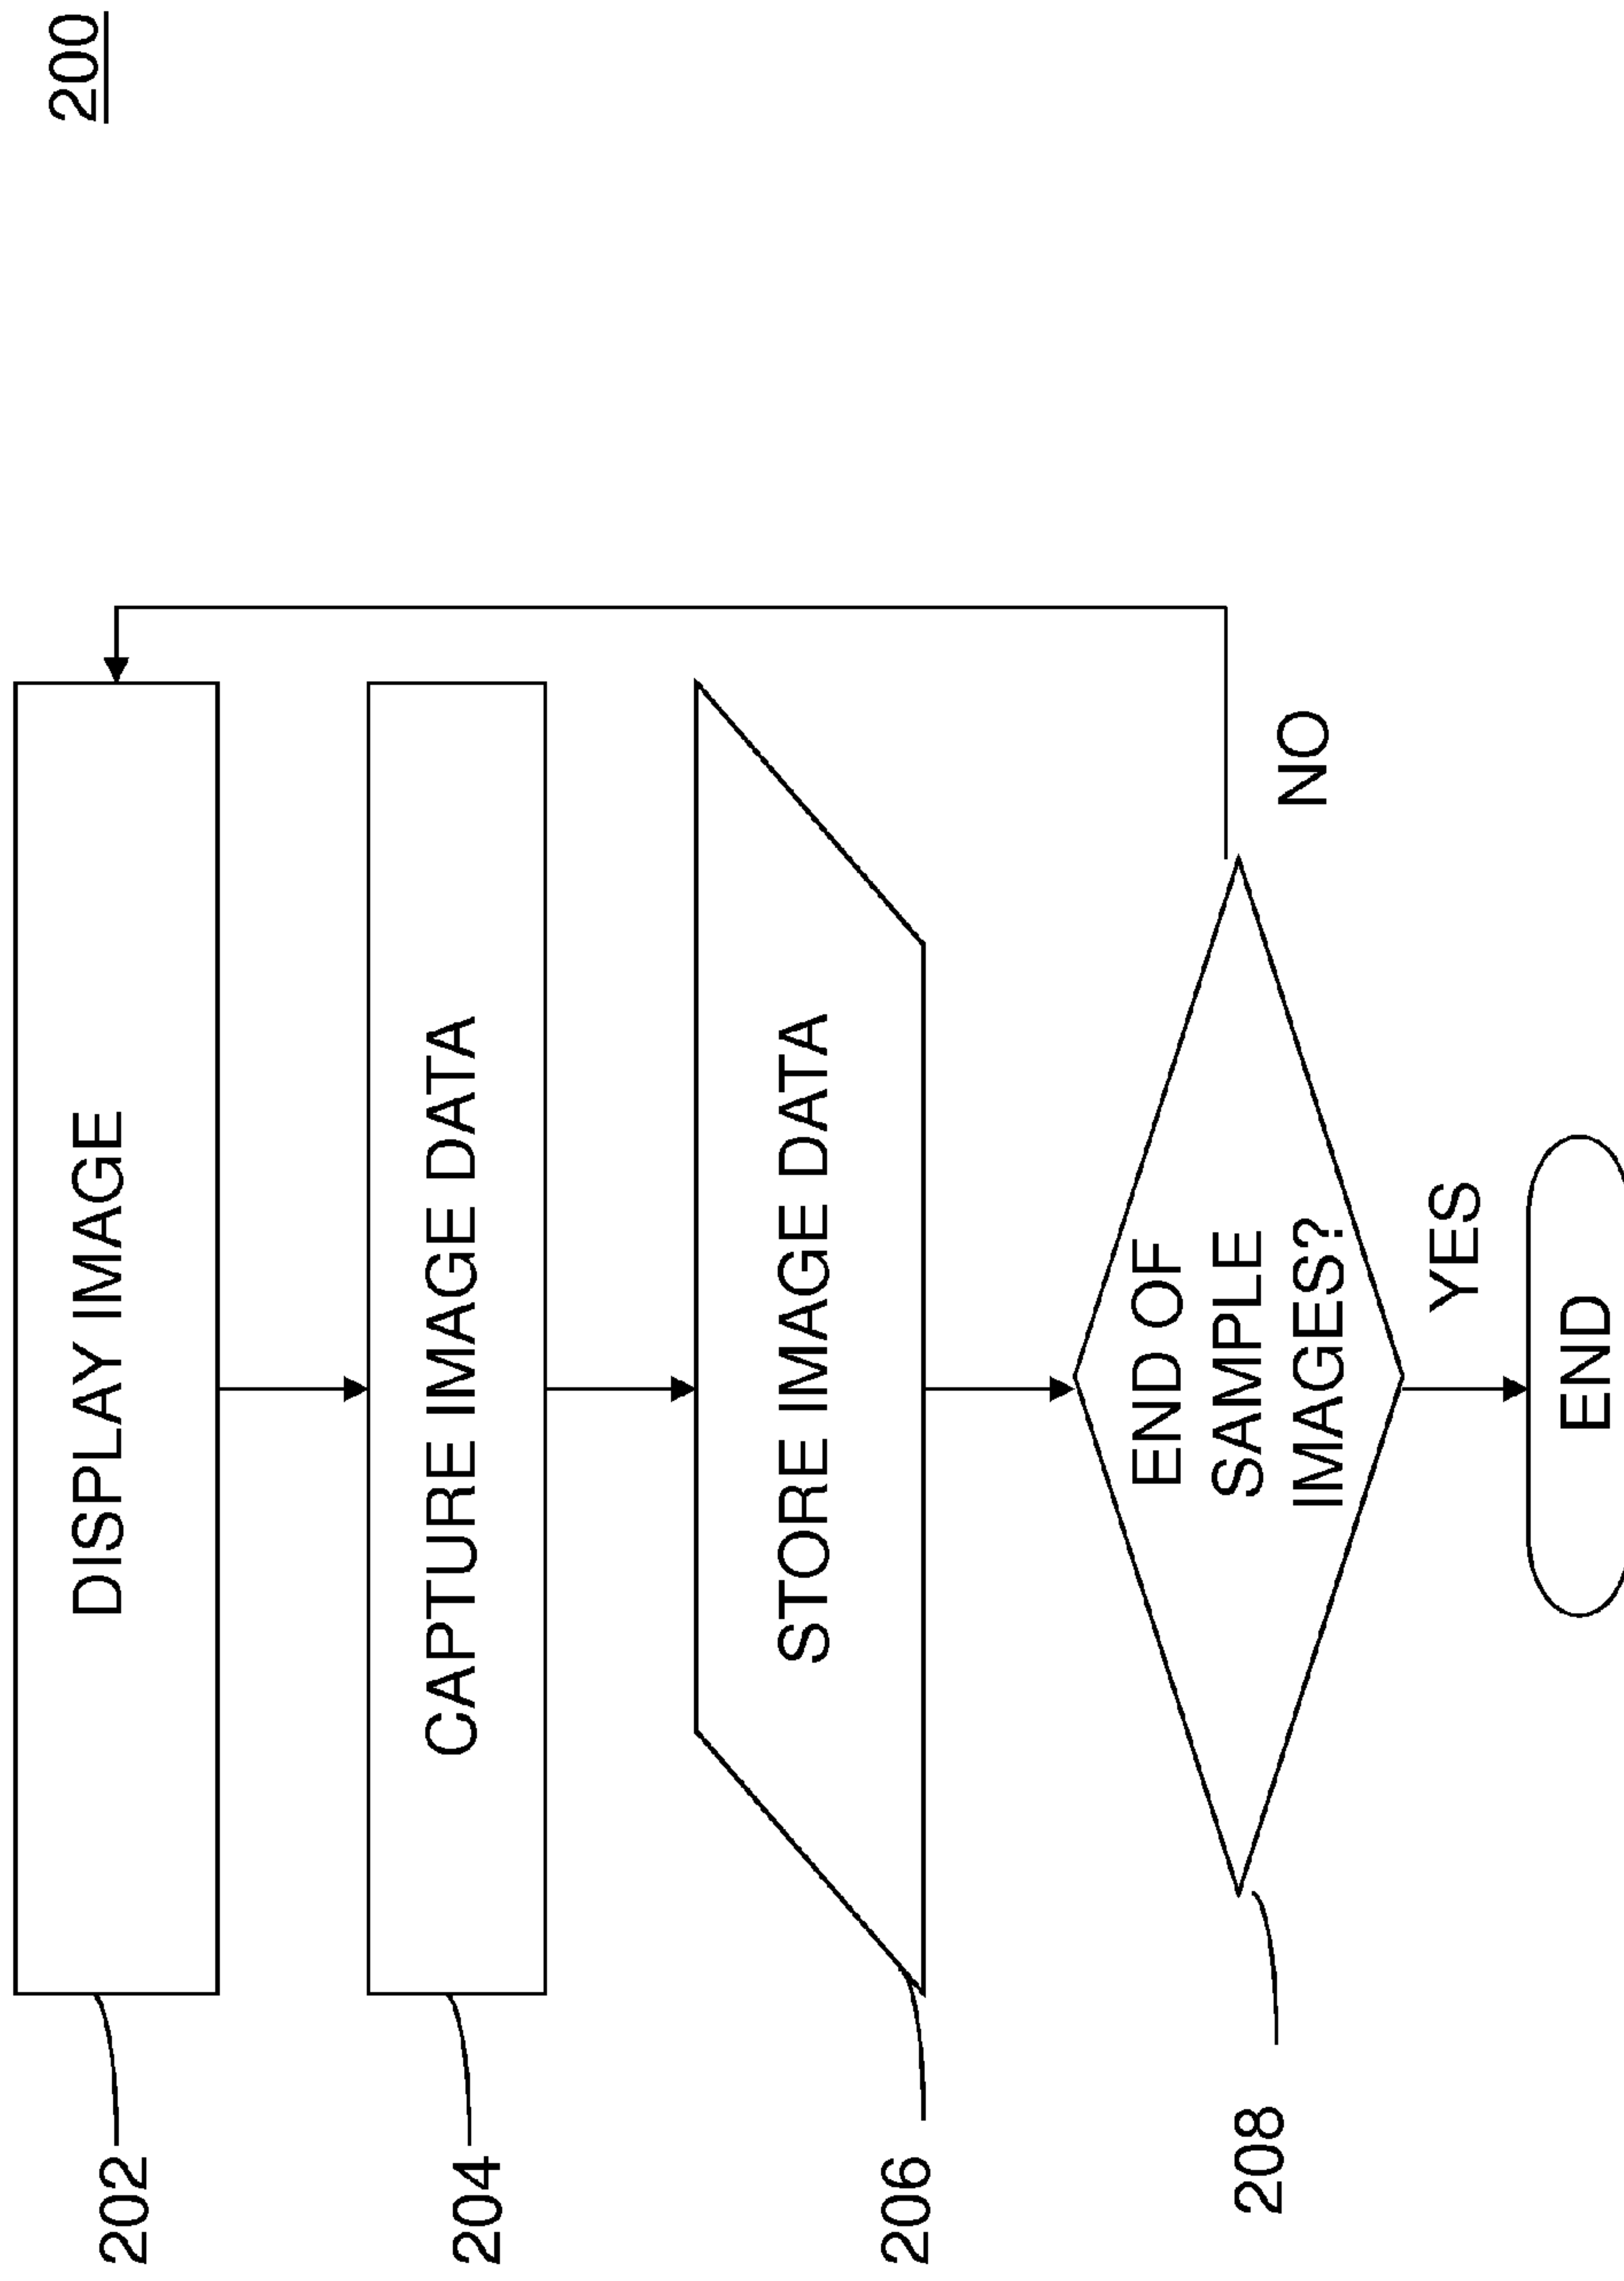 200
202
DISPLAY IMAGE
204
CAPTURE IMAGE DATA
206
STORE IMAGE DATA
208
END OF
SAMPLE
IMAGES?
NO
YES
END